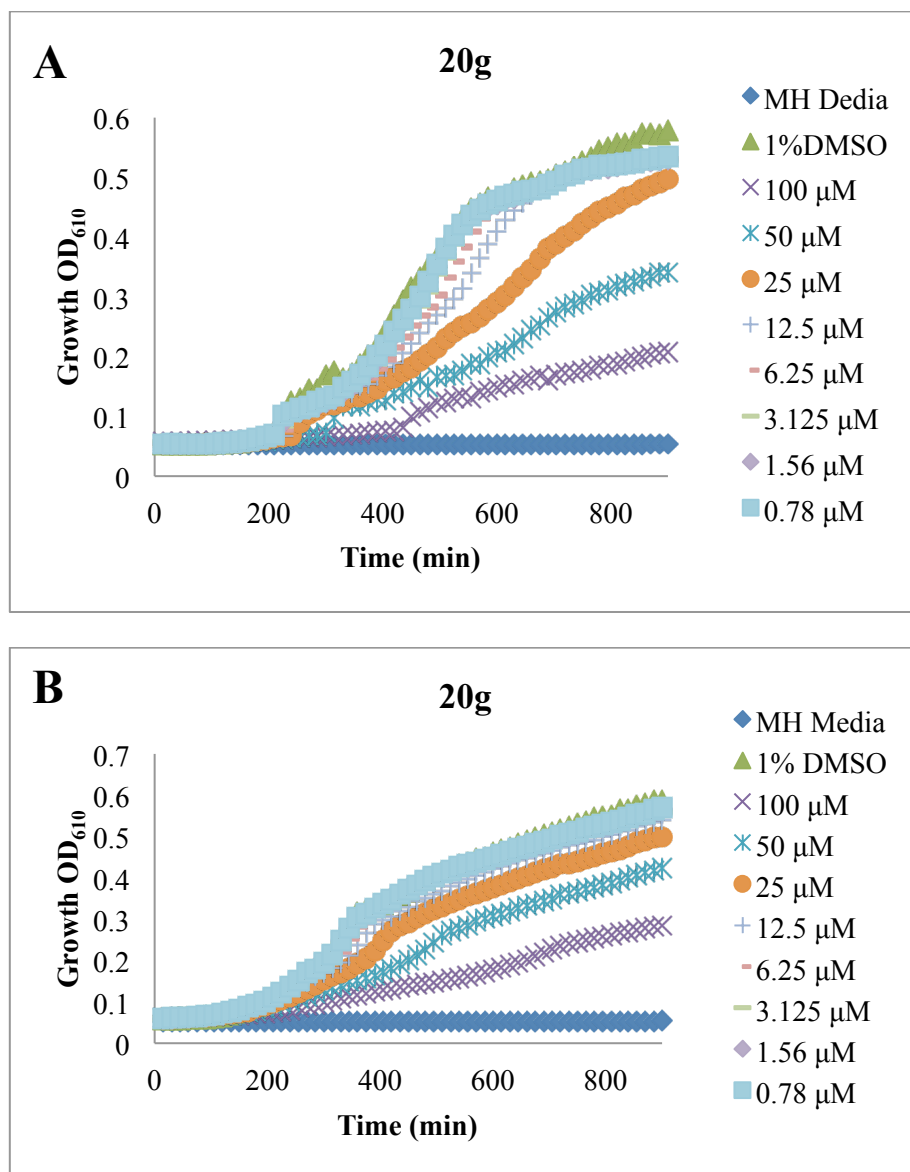 A
20g
Growth OD610
0.6
0.5
0.4
0.3
0.2
0.1
0
0 200 400 600 800
Time (min)
MH Dedia
1%DMSO
100 µM
50 µM
25 µM
12.5 µM
6.25 µM
3.125 µM
1.56 µM
0.78 µM
B
20g
Growth OD610
0.7
0.6
0.5
0.4
0.3
0.2
0.1
0
0 200 400 600 800
Time (min)
MH Media
1% DMSO
100 µM
50 µM
25 µM
12.5 µM
6.25 µM
3.125 µM
1.56 µM
0.78 µM